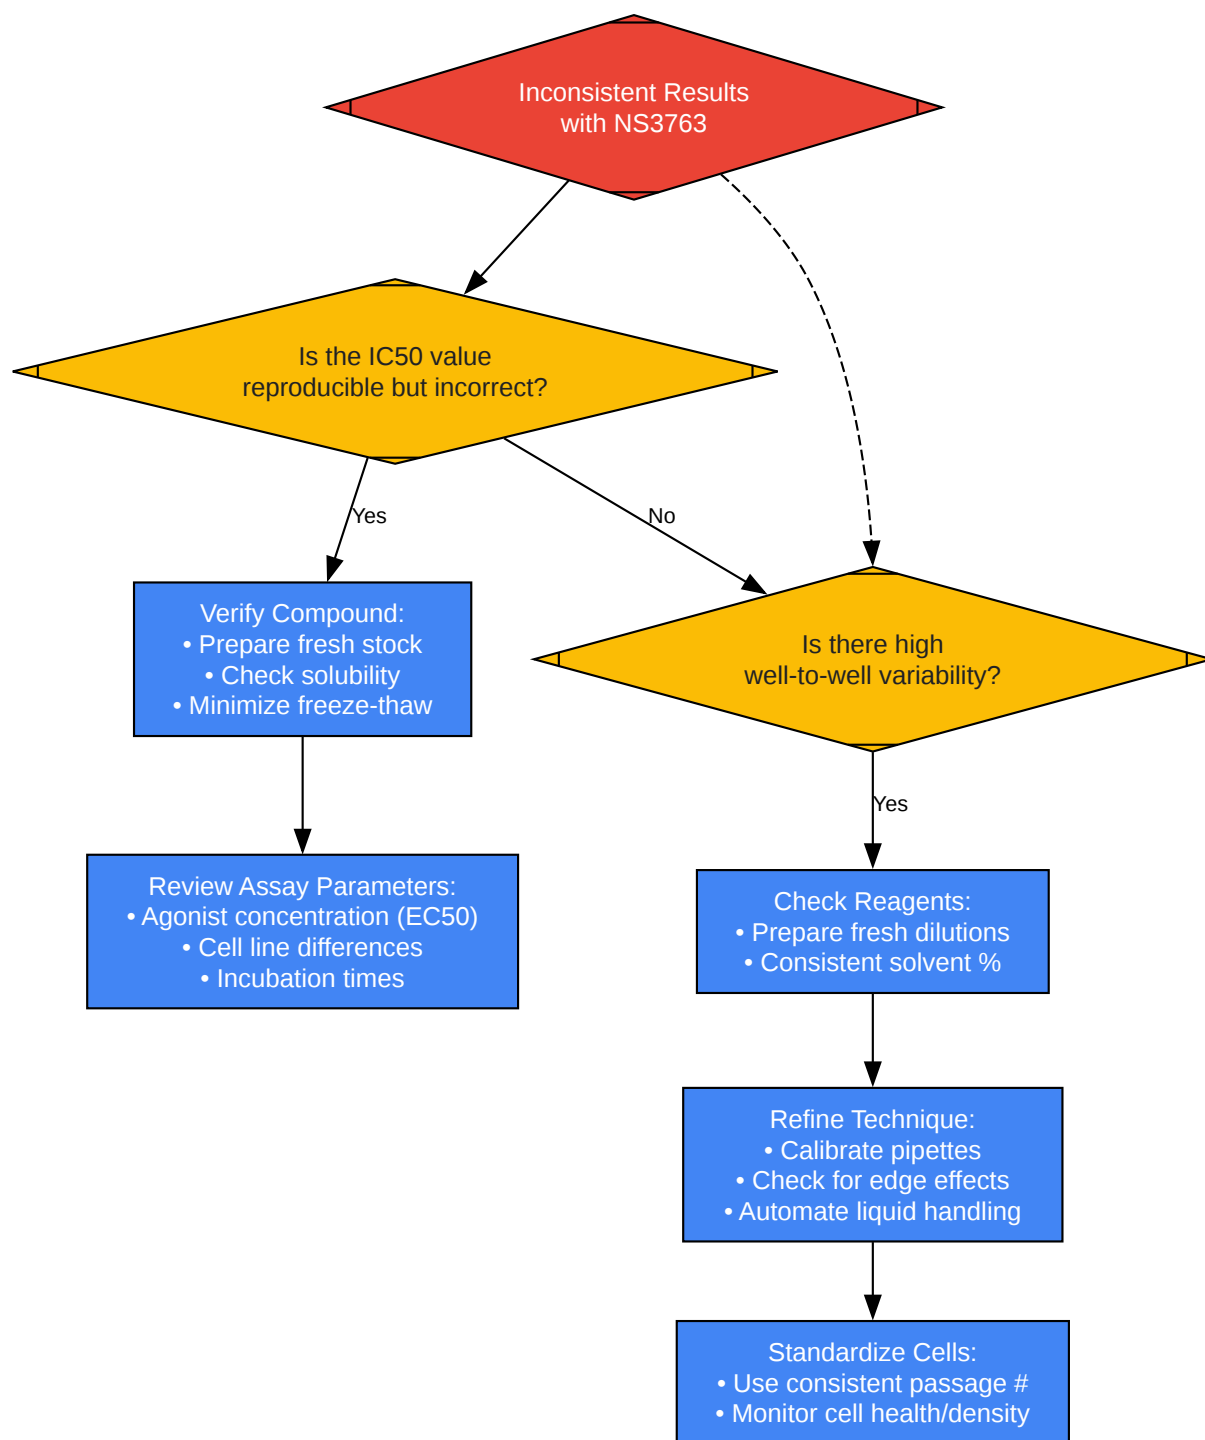 Inconsistent Results
with NS3763
Is the IC50 value
reproducible but incorrect?
Yes
No
Verify Compound:
• Prepare fresh stock
• Check solubility
• Minimize freeze-thaw
Is there high
well-to-well variability?
Yes
Review Assay Parameters:
• Agonist concentration (EC50)
• Cell line differences
• Incubation times
Check Reagents:
• Prepare fresh dilutions
• Consistent solvent %
Refine Technique:
• Calibrate pipettes
• Check for edge effects
• Automate liquid handling
Standardize Cells:
• Use consistent passage #
• Monitor cell health/density